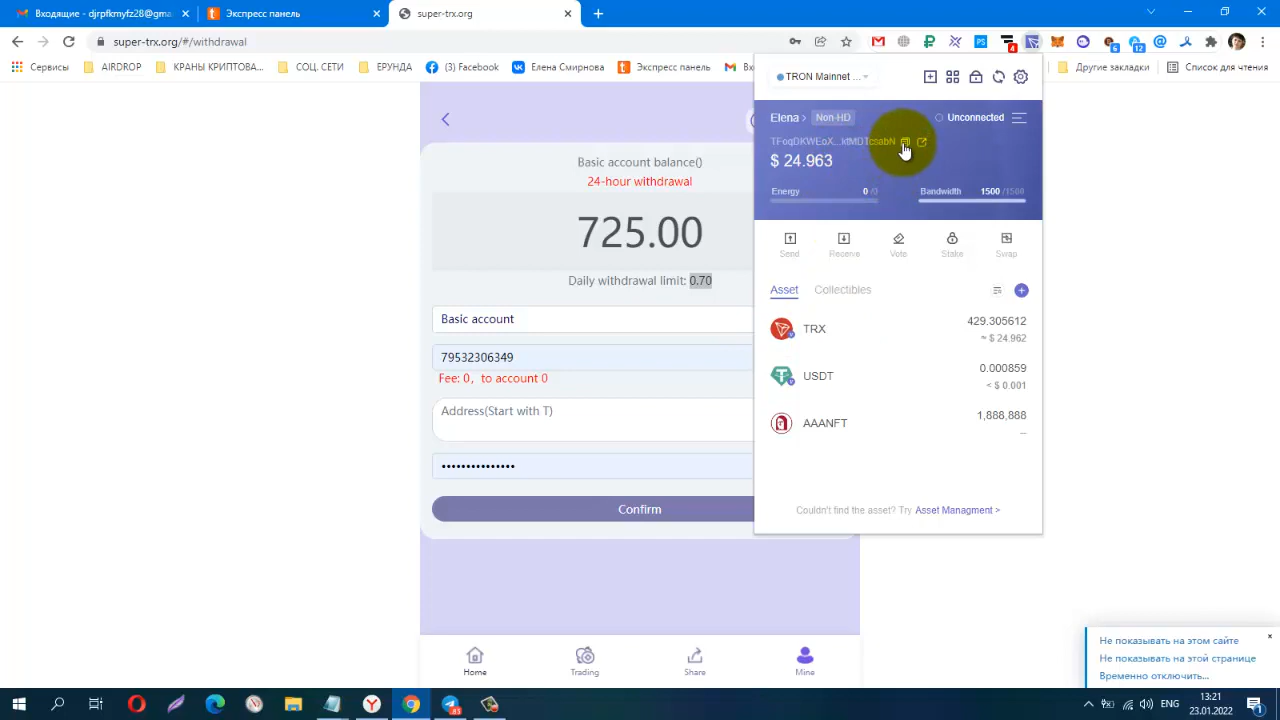 Входящие - djrpfkmyfz28@gmai
Экспресс панель
super-trx.org
super-trx.org/#/withdrawal
Сервисы
AIRDROP
КРАНЫ КРИПТОВА...
СОЦ. СЕТИ
ЕРУНДА
(3) Facebook
Елена Смирнова
Экспресс панель
Вх
Другие закладки
Список для чтения
4
6
12
TRON Mainnet ...
Elena >
Non-HD
Unconnected
$ 24.963
Energy
0 /0
Bandwidth
1500 /1500
Send
Receive
Vote
Stake
Swap
Asset
Collectibles
TRX
429.305612
≈ $ 24.962
USDT
0.000859
< $ 0.001
AAANFT
1,888,888
--
Couldn't find the asset? Try Asset Managment >
Basic account balance()
24-hour withdrawal
725.00
Daily withdrawal limit: 0.70
Basic account
79532306349
Fee: 0, to account 0
Address(Start with T)
•••••••••••••••
Confirm
Home
Trading
Share
Mine
Не показывать на этом сайте
Не показывать на этой странице
Временно отключить...
ENG
13:21
23.01.2022